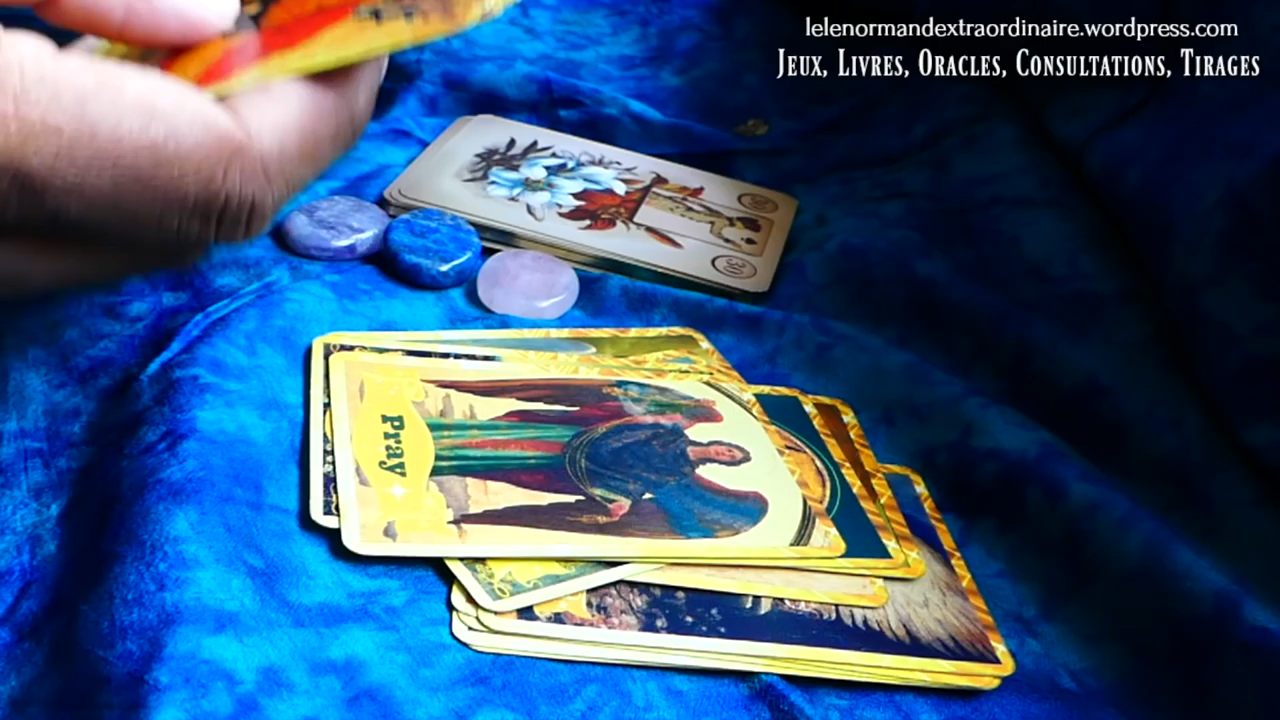 lelenormandextraordinaire.wordpress.com
Jeux, Livres, Oracles, Consultations, Tirages
30
30
Pray